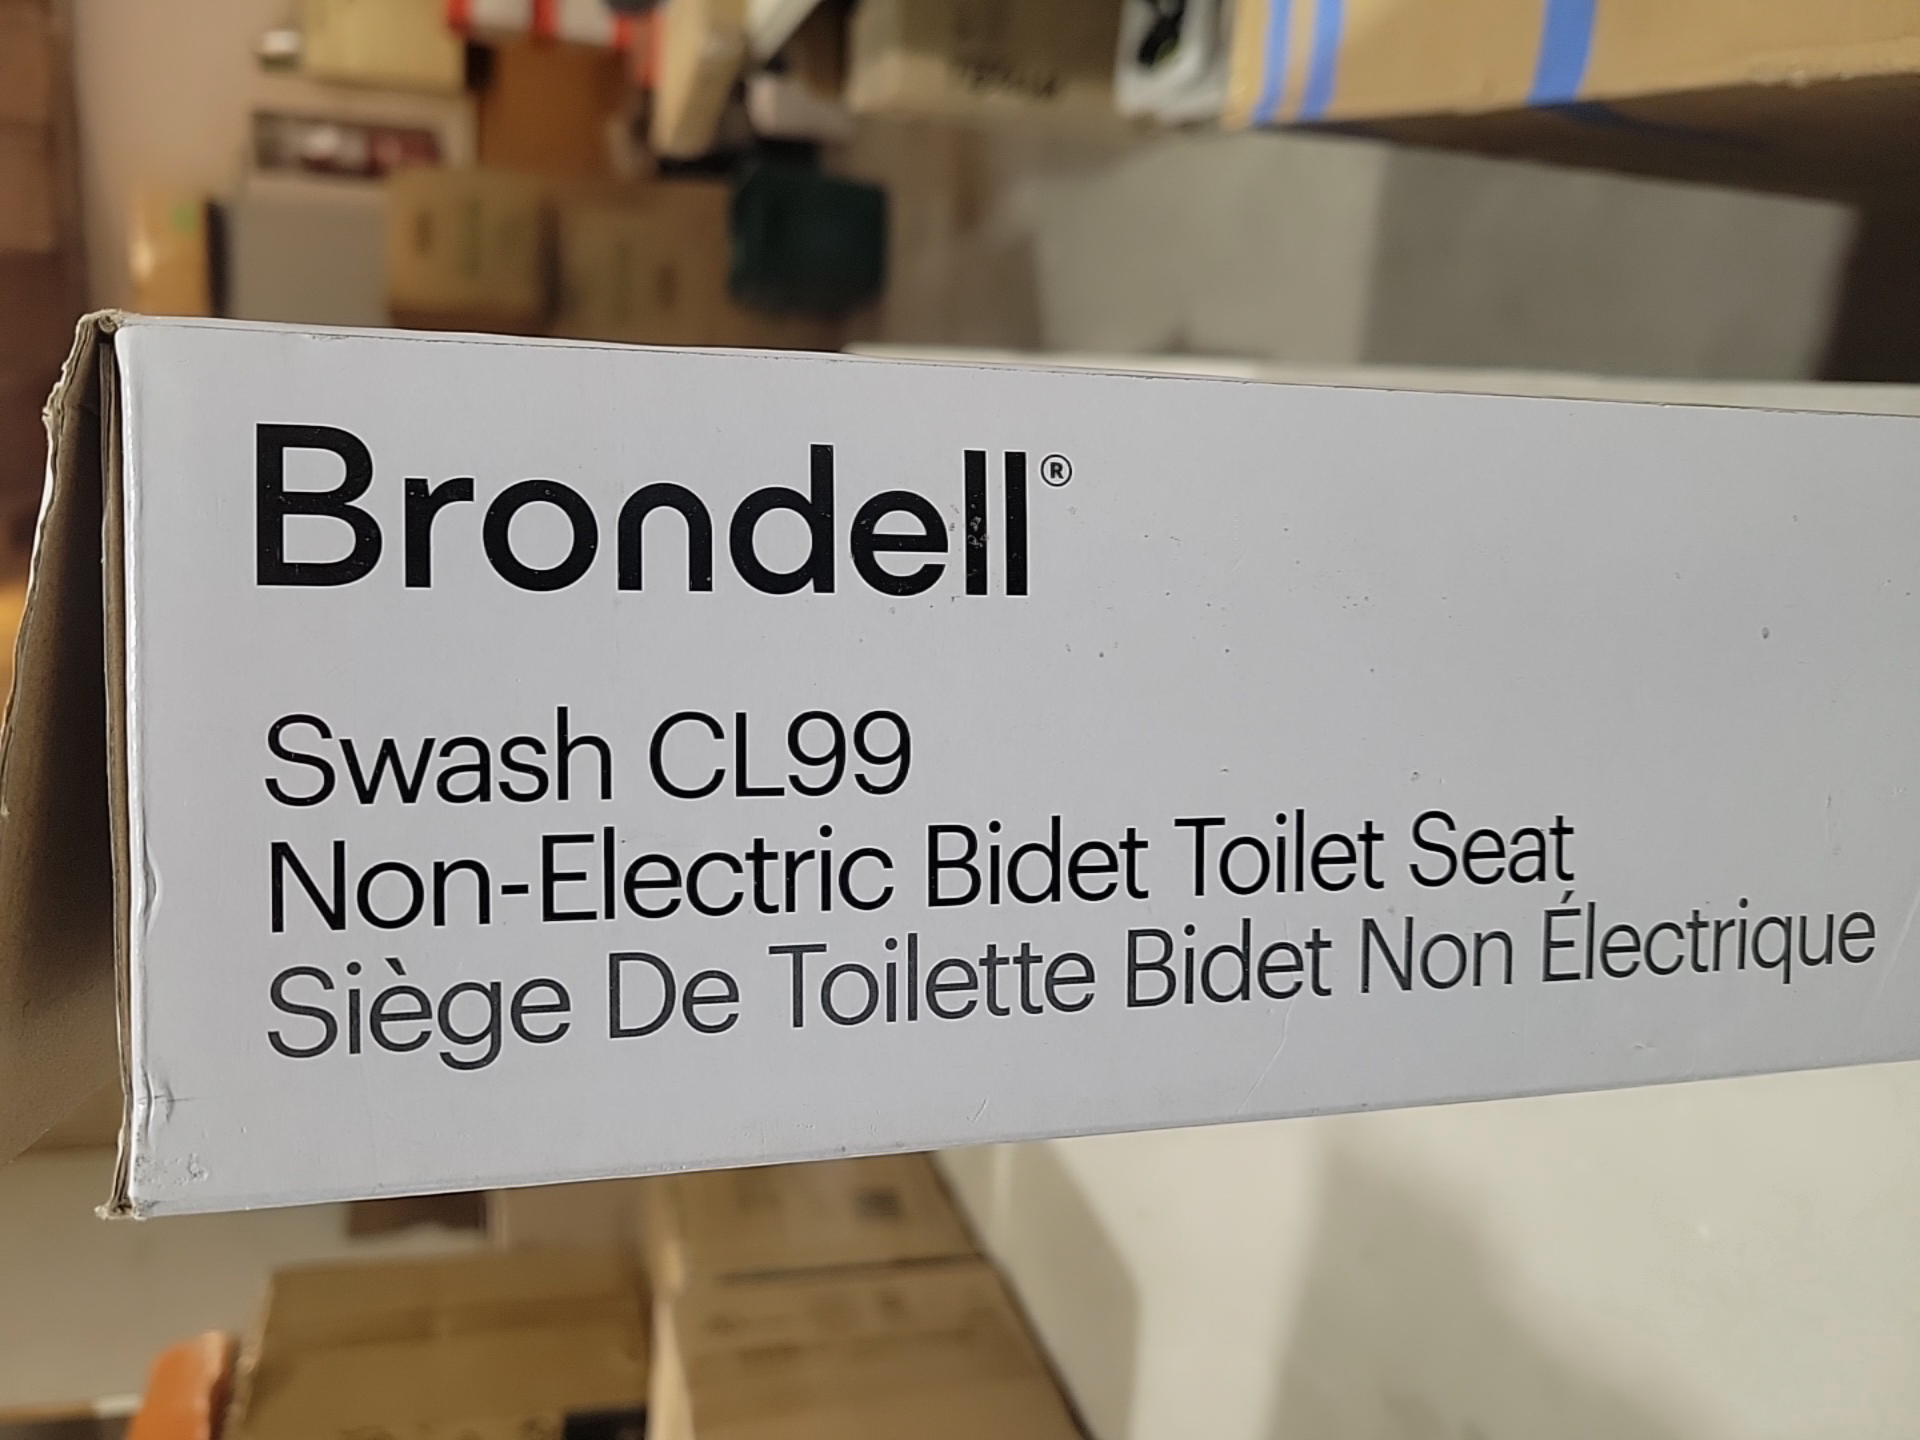 Brondell®
Swash CL99
Non-Electric Bidet Toilet Seat
Siège De Toilette Bidet Non Électrique